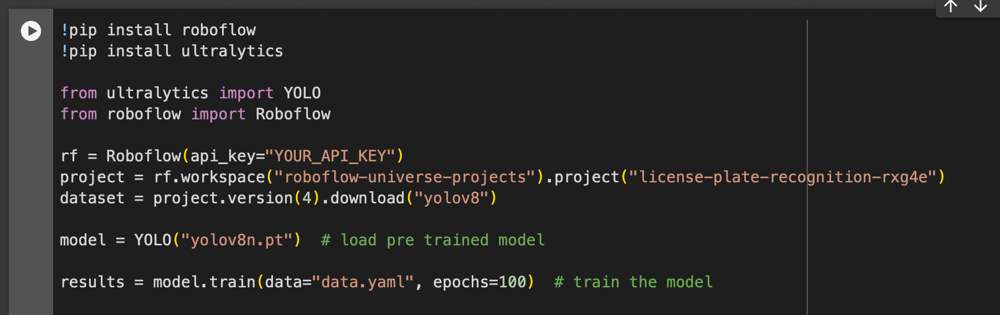 !pip install roboflow
!pip install ultralytics
from ultralytics import YOLO
from roboflow import Roboflow
rf = Roboflow(api_key="YOUR_API_KEY")
project = rf.workspace("roboflow-universe-projects").project("license-plate-recognition-rxg4e")
dataset = project.version(4).download("yolov8")
model = YOLO("yolov8n.pt")  # load pre trained model
results = model.train(data="data.yaml", epochs=100)  # train the model